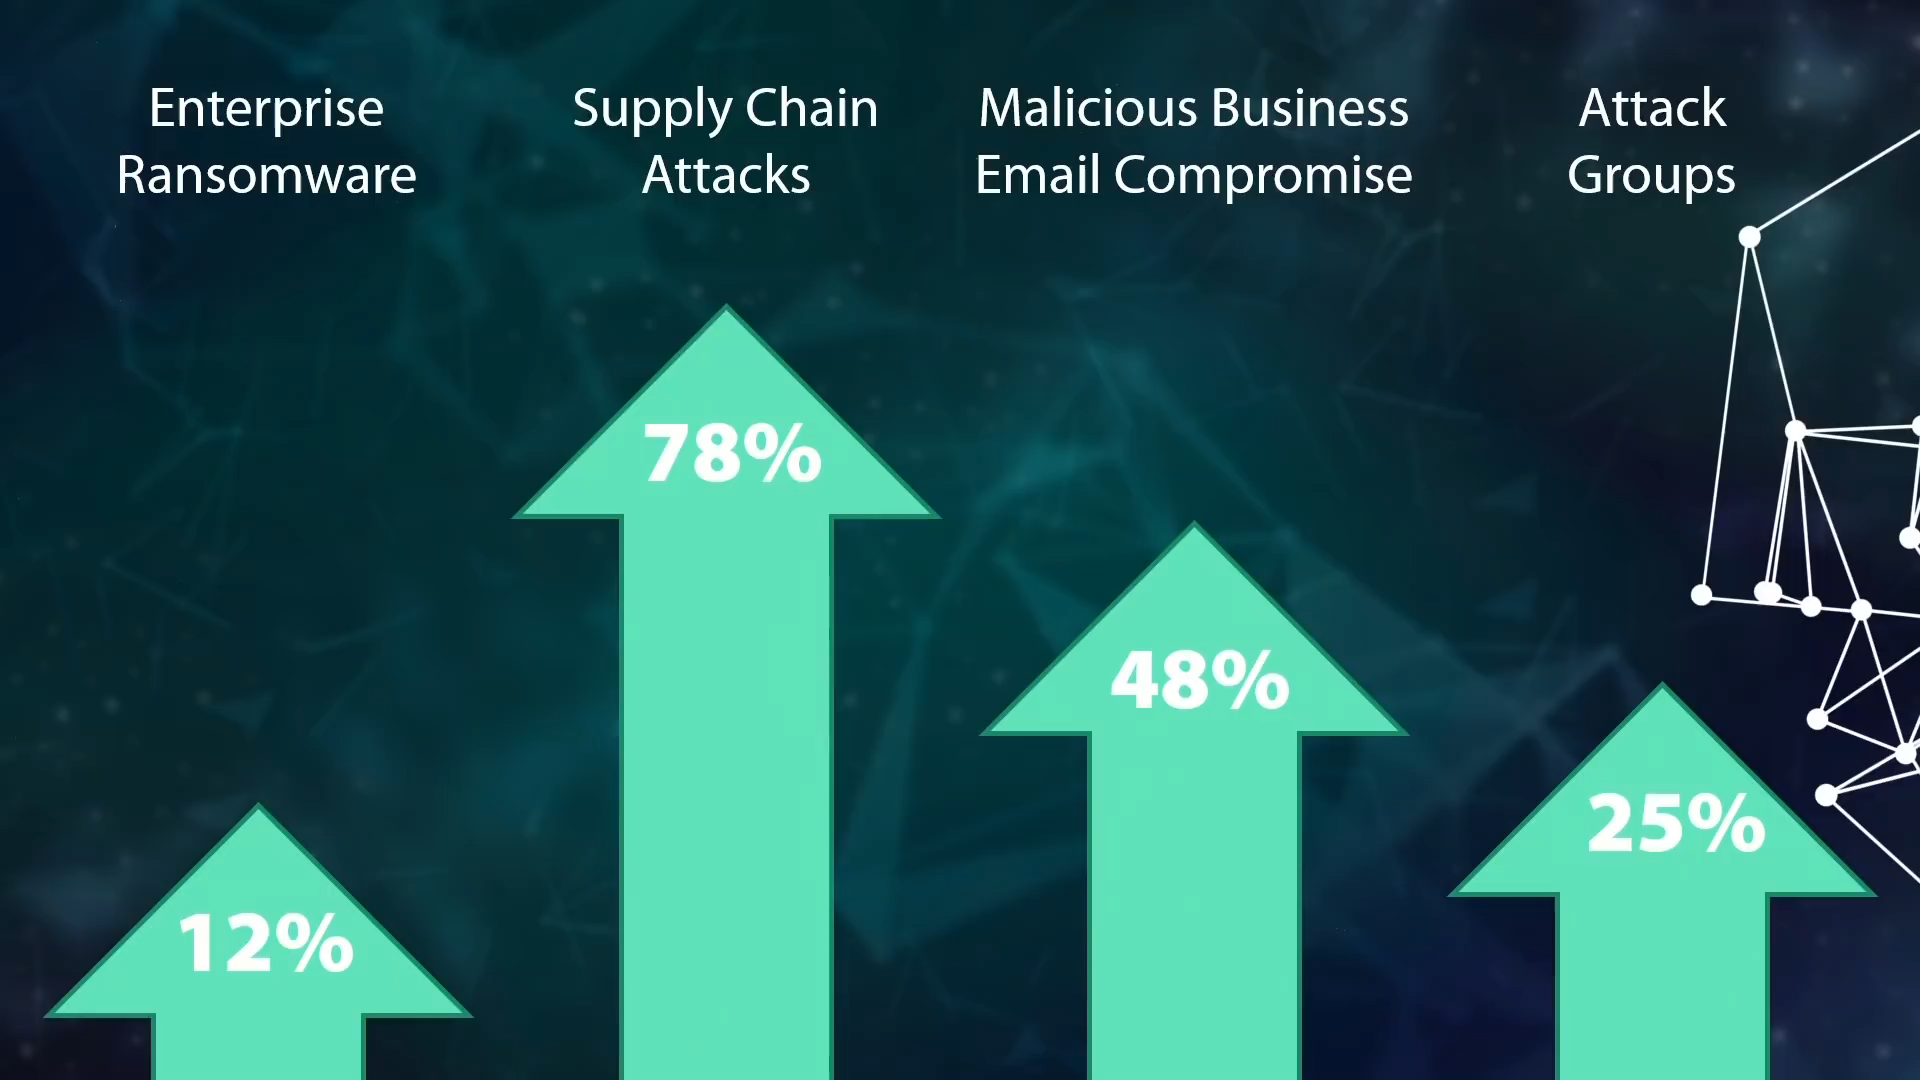 Enterprise
Ransomware
Supply Chain
Attacks
Malicious Business
Email Compromise
Attack
Groups
12%
78%
48%
25%